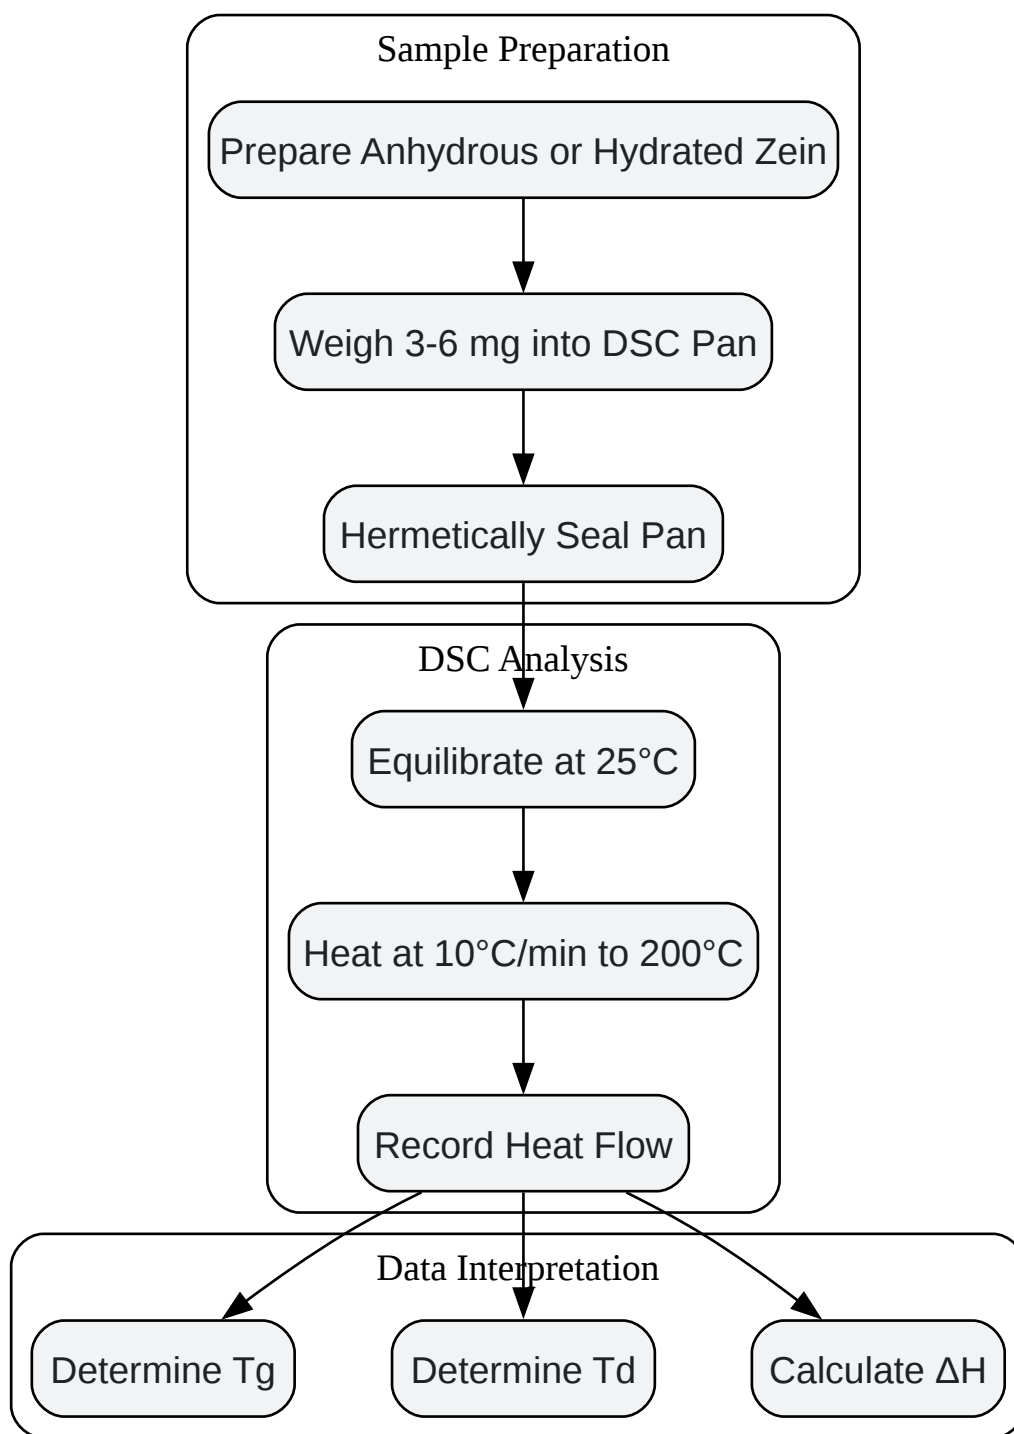 Sample Preparation
Prepare Anhydrous or Hydrated Zein
Weigh 3-6 mg into DSC Pan
Hermetically Seal Pan
DSC Analysis
Equilibrate at 25°C
Heat at 10°C/min to 200°C
Record Heat Flow
Data Interpretation
Determine Tg
Determine Td
Calculate ΔH